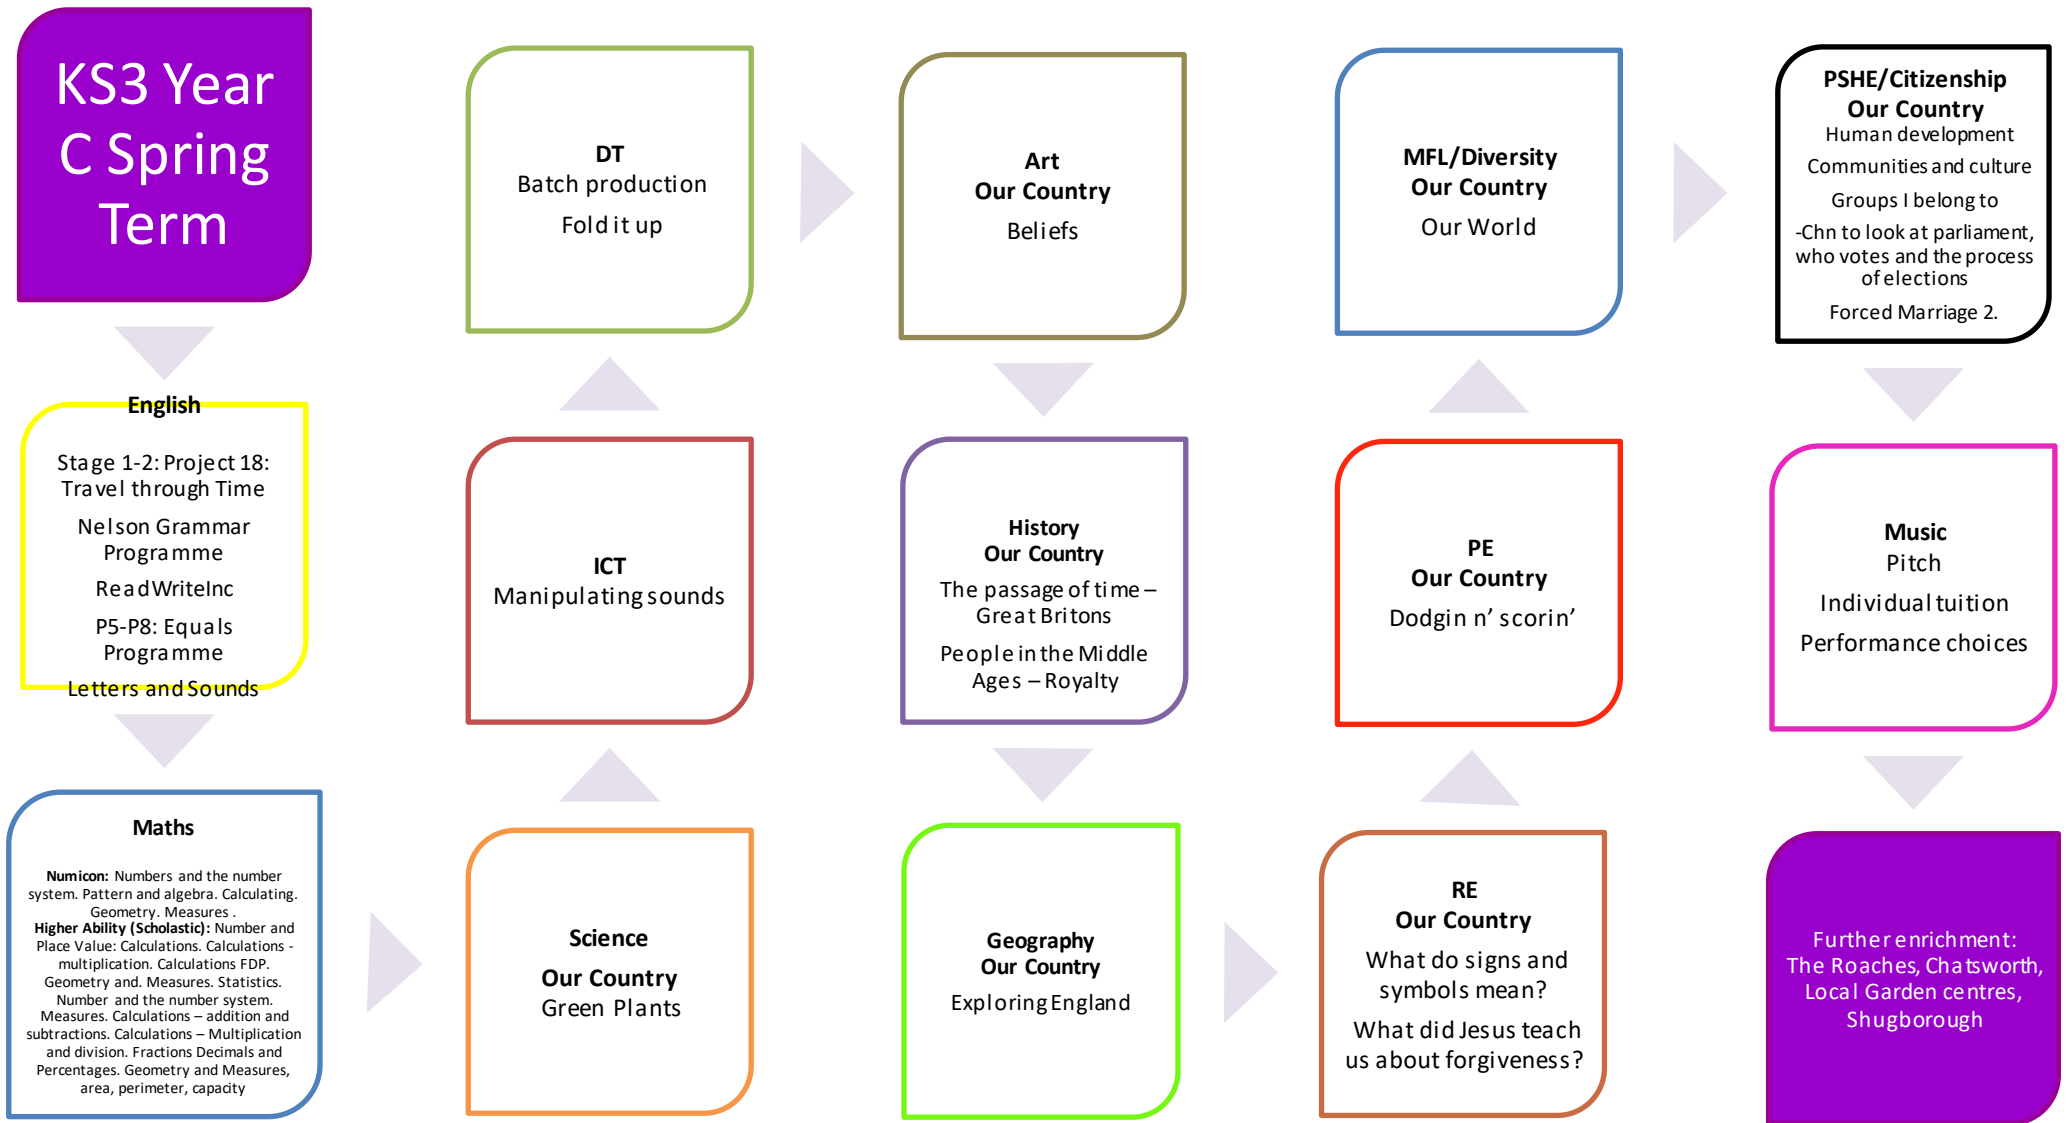 KS3 Year
C Spring
Term
English
Stage 1-2: Project 18:
Travel through Time
Nelson Grammar
Programme
ReadWriteInc
P5-P8: Equals
Programme
Letters and Sounds
Maths
Numicon: Numbers and the number
system. Pattern and algebra. Calculating.
Geometry. Measures .
Higher Ability (Scholastic): Number and
Place Value: Calculations. Calculations -
multiplication. Calculations FDP.
Geometry and. Measures. Statistics.
Number and the number system.
Measures. Calculations – addition and
subtractions. Calculations – Multiplication
and division. Fractions Decimals and
Percentages. Geometry and Measures,
area, perimeter, capacity
Science
Our Country
Green Plants
ICT
Manipulating sounds
DT
Batch production
Fold it up
Art
Our Country
Beliefs
History
Our Country
The passage of time –
Great Britons
People in the Middle
Ages – Royalty
Geography
Our Country
Exploring England
RE
Our Country
What do signs and
symbols mean?
What did Jesus teach
us about forgiveness?
PE
Our Country
Dodgin n’ scorin’
MFL/Diversity
Our Country
Our World
PSHE/Citizenship
Our Country
Human development
Communities and culture
Groups I belong to
-Chn to look at parliament,
who votes and the process
of elections
Forced Marriage 2.
Music
Pitch
Individual tuition
Performance choices
Further enrichment:
The Roaches, Chatsworth,
Local Garden centres,
Shugborough